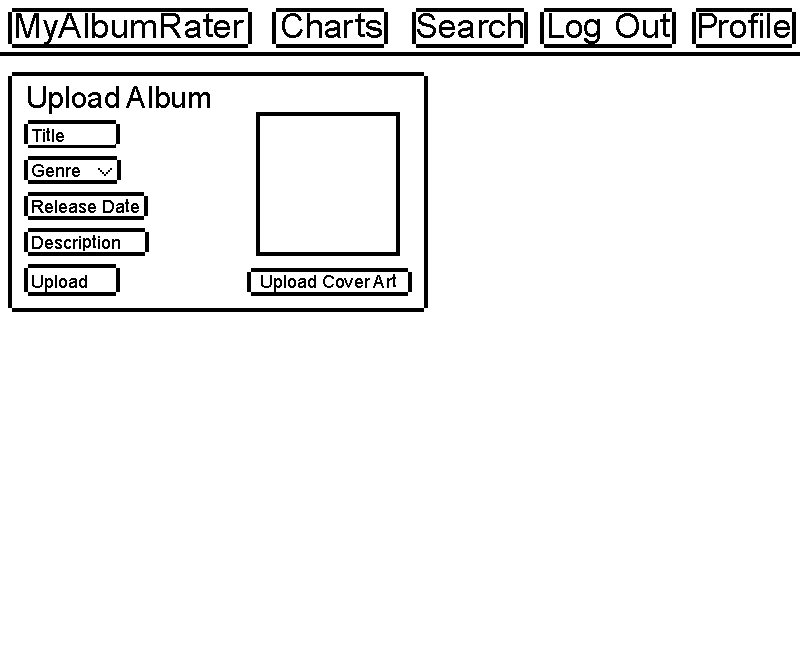 MyAlbumRater Charts Search Log Out Profile
Upload Album
Title
Genre
Release Date
Description
Upload
Upload Cover Art